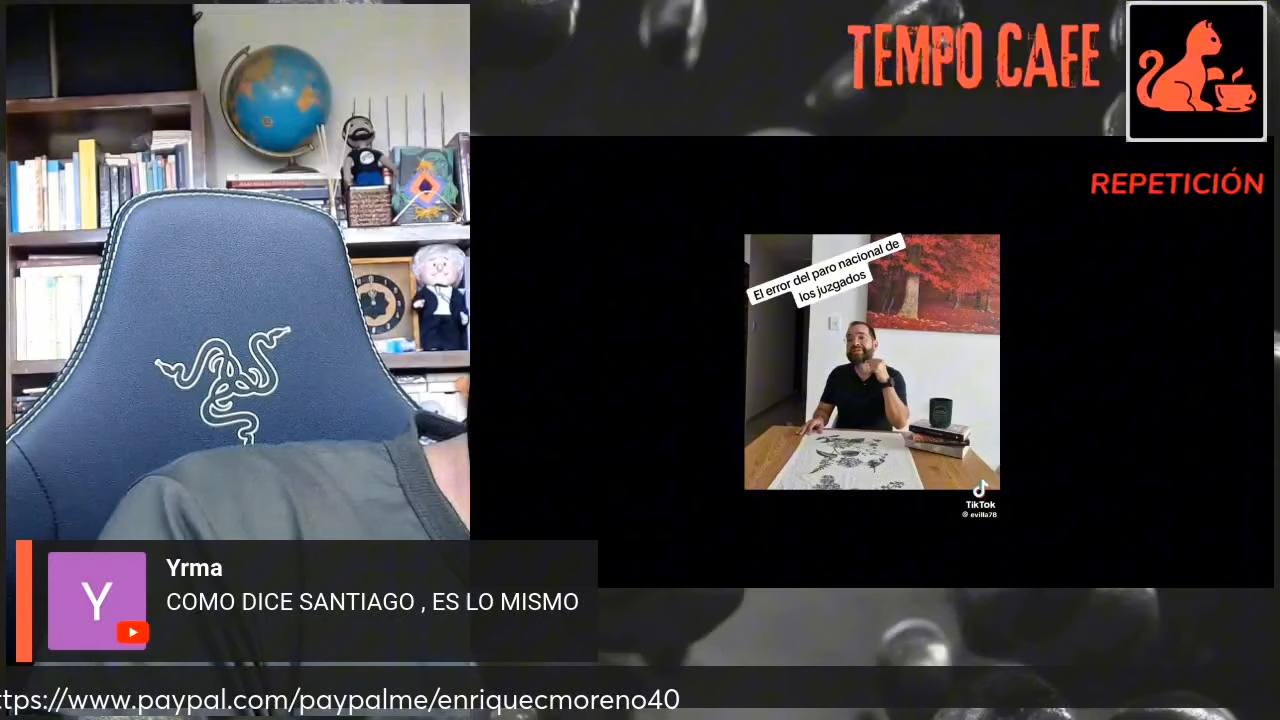 TEMPO CAFE
REPETICIÓN
El error del paro nacional de
los juzgados
TikTok
@evilla78
Yrma
COMO DICE SANTIAGO , ES LO MISMO
Y
ttps://www.paypal.com/paypalme/enriquecmoreno40